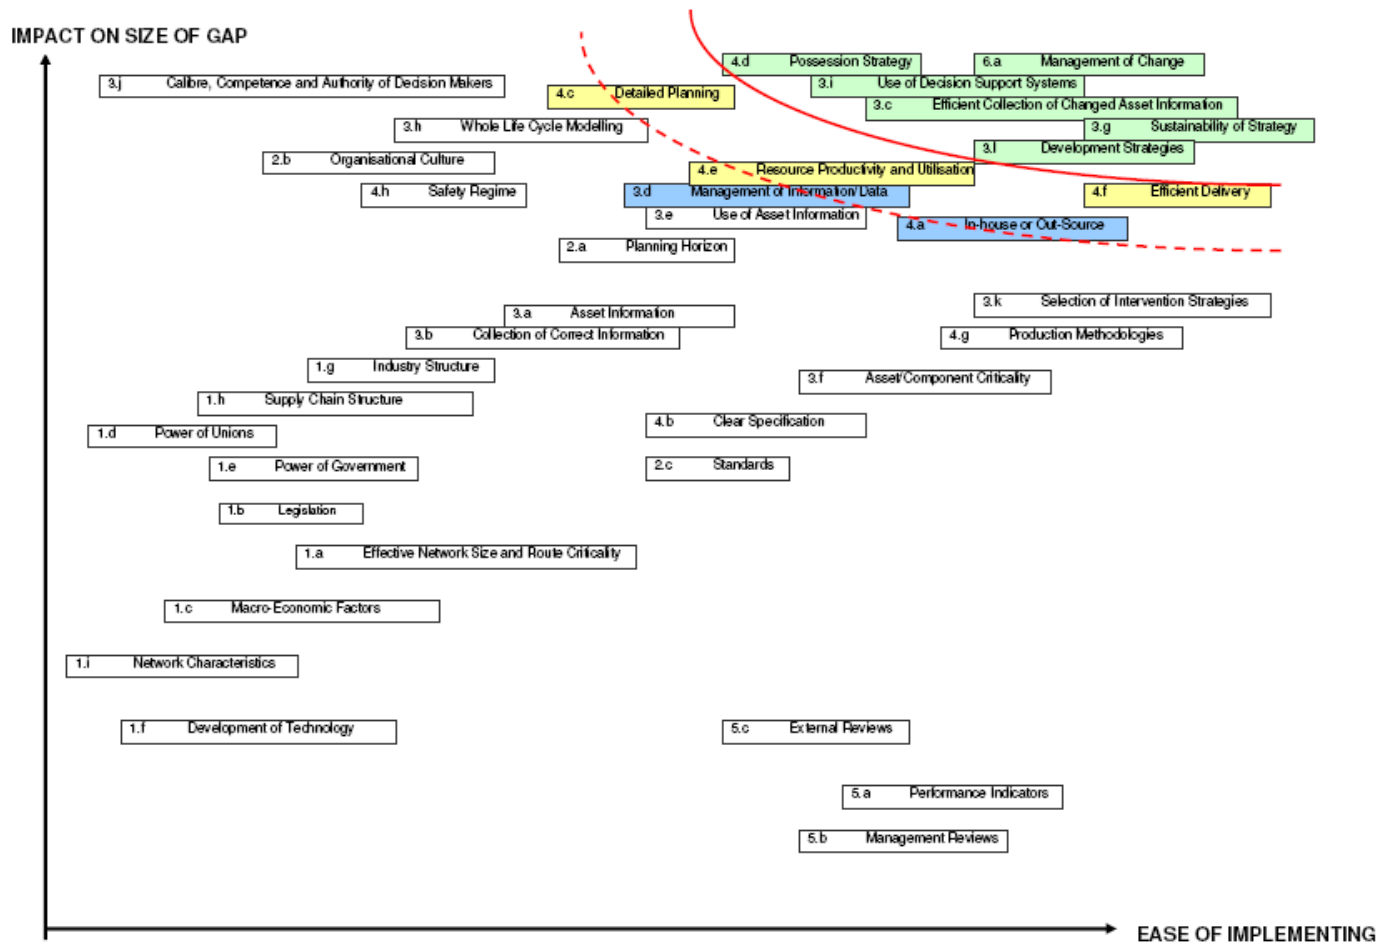 IMPACT ON SIZE OF GAP
4.d Possession Strategy
6.a Management of Change
3.j Calibre, Competence and Authority of Decision Makers
3.i Use of Decision Support Systems
4.c Detailed Planning
3.c Efficient Collection of Changed Asset Information
3.h Whole Life Cycle Modelling
3.g Sustainability of Strategy
3.l Development Strategies
2.b Organisational Culture
4.e Resource Productivity and Utilisation
4.h Safety Regime
3.d Management of Information/Data
4.f Efficient Delivery
3.e Use of Asset Information
4.a In-house or Out-Source
2.a Planning Horizon
3.k Selection of Intervention Strategies
3.a Asset Information
3.b Collection of Correct Information
4.g Production Methodologies
1.g Industry Structure
3.f Asset/Component Criticality
1.h Supply Chain Structure
4.b Clear Specification
1.d Power of Unions
1.e Power of Government
2.c Standards
1.b Legislation
1.a Effective Network Size and Route Criticality
1.c Macro-Economic Factors
1.i Network Characteristics
1.f Development of Technology
5.c External Reviews
5.a Performance Indicators
5.b Management Reviews
EASE OF IMPLEMENTING